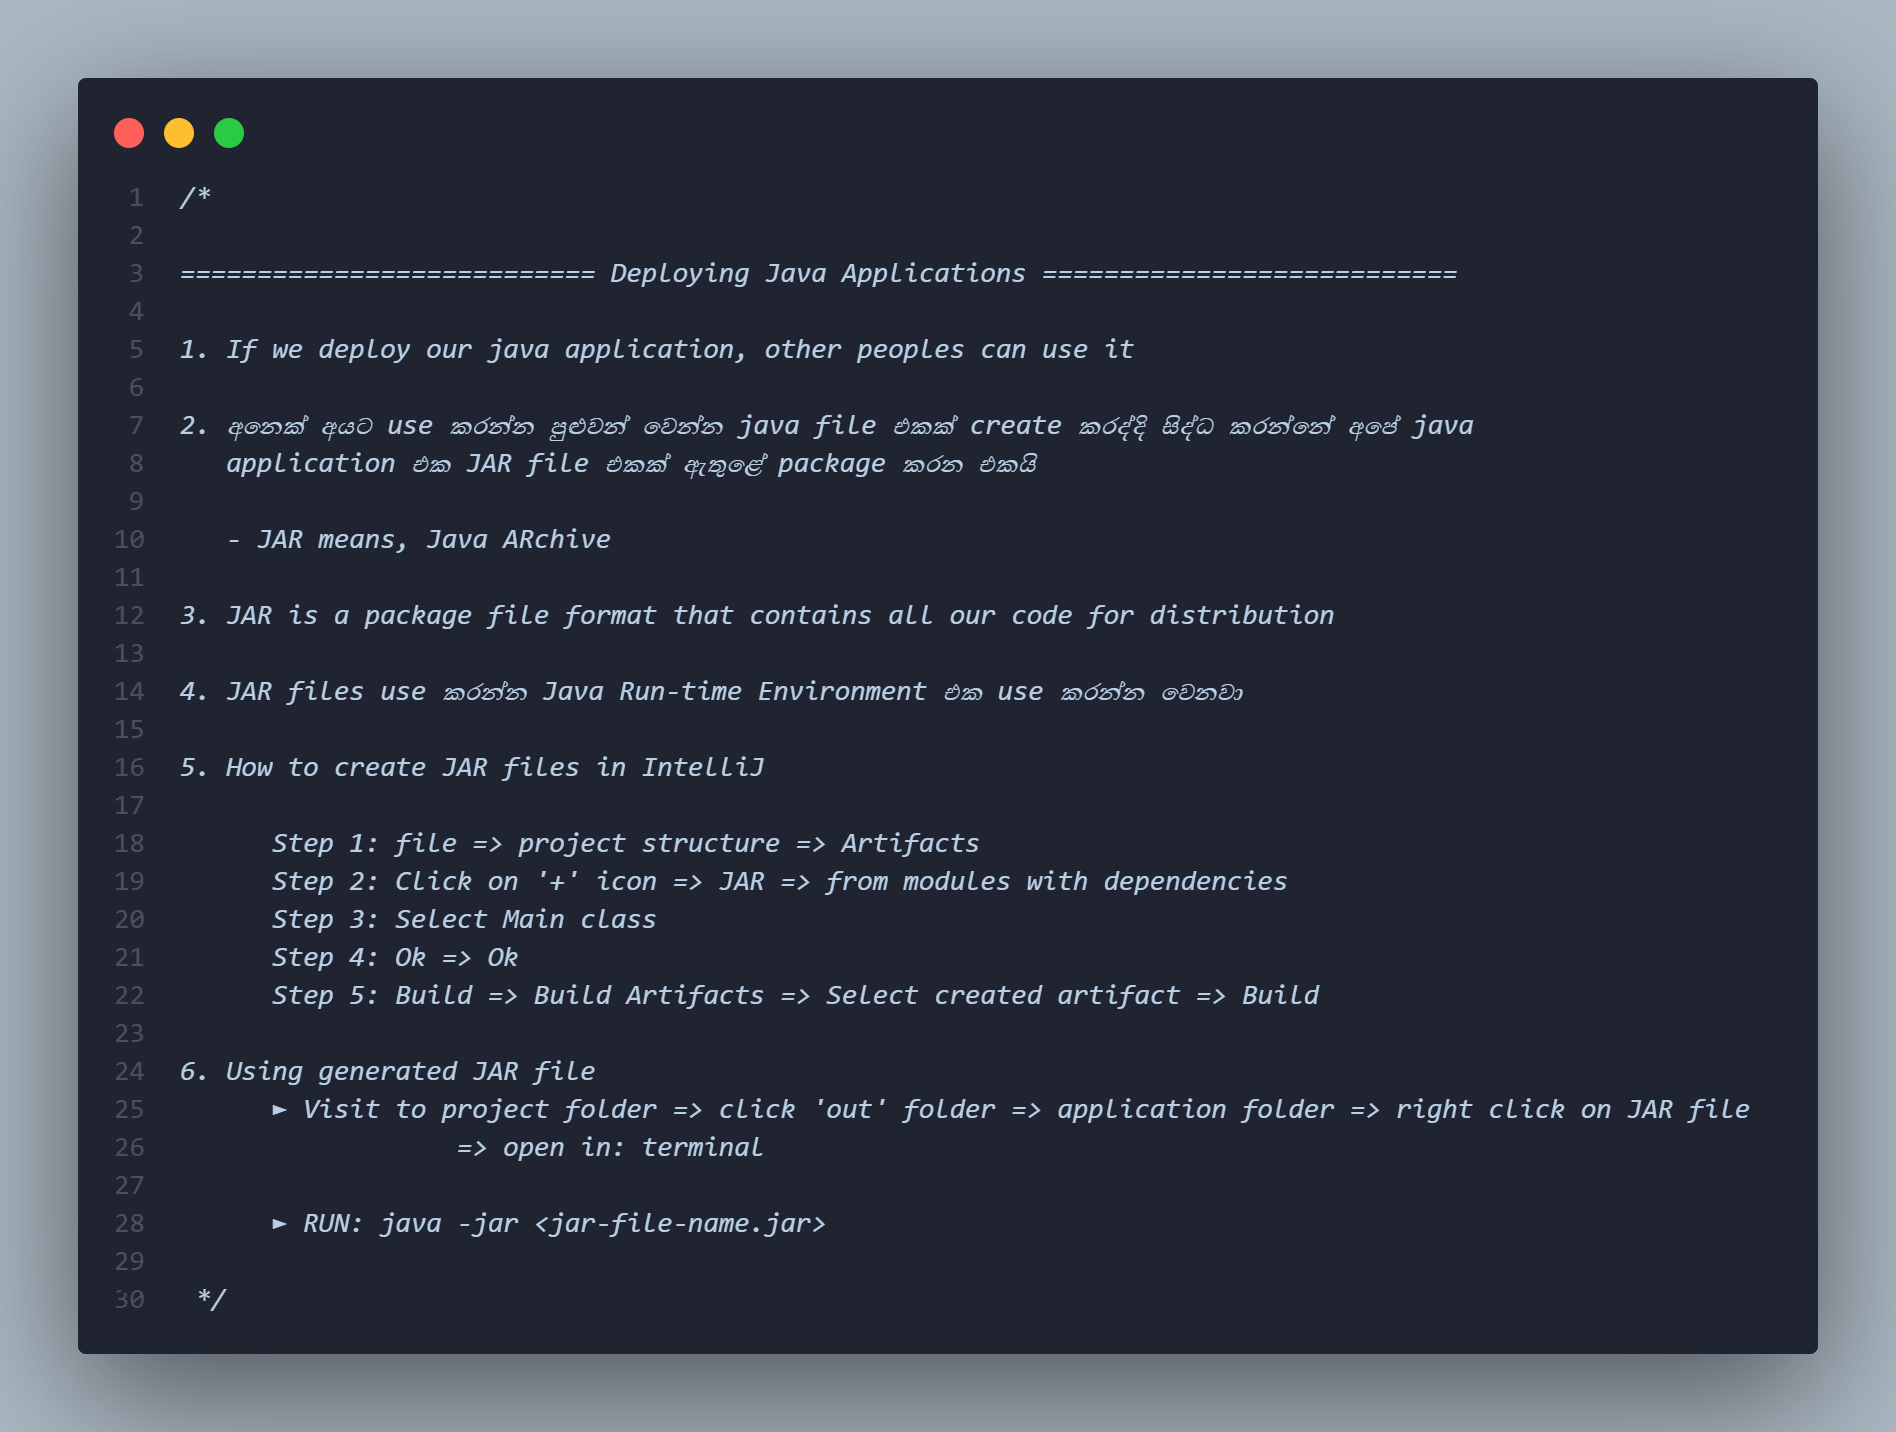 1 /*
2
3 =========================== Deploying Java Applications ===========================
4
5 1. If we deploy our java application, other peoples can use it
6
7 2. අනෙක් අයට use කරන්න පුළුවන් වෙන්න java file එකක් create කරද්දි සිද්ධ කරන්නේ අපේ java
8 application එක JAR file එකක් ඇතුළේ package කරන එකයි
9
10 - JAR means, Java ARchive
11
12 3. JAR is a package file format that contains all our code for distribution
13
14 4. JAR files use කරන්න Java Run-time Environment එක use කරන්න වෙනවා
15
16 5. How to create JAR files in IntelliJ
17
18 Step 1: file => project structure => Artifacts
19 Step 2: Click on '+' icon => JAR => from modules with dependencies
20 Step 3: Select Main class
21 Step 4: Ok => Ok
22 Step 5: Build => Build Artifacts => Select created artifact => Build
23
24 6. Using generated JAR file
25 ► Visit to project folder => click 'out' folder => application folder => right click on JAR file
26 => open in: terminal
27
28 ► RUN: java -jar <jar-file-name.jar>
29
30 */